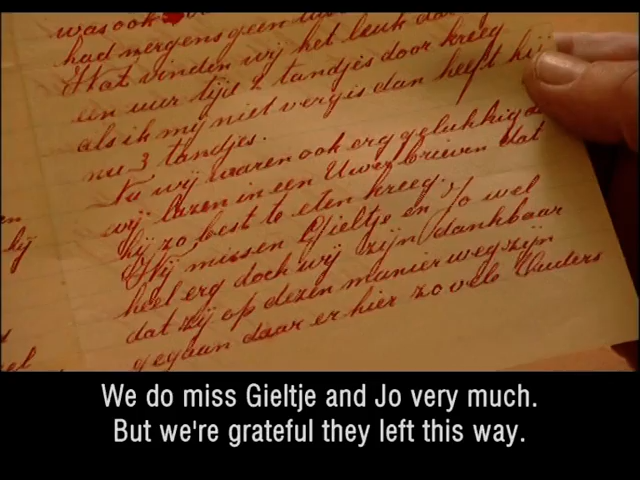 was ook
had nergens geen
Wat vinden wij het leuk dat
een uur tijd 2 tandjes door kreeg
als ik mij niet vergis dan heeft hij
nu 3 tandjes.
Nu wij waren ook erg gelukkig
wij lazen in een Uwer brieven dat
hij zo best te eten kreeg.
Wij missen Gieltje en Jo wel
heel erg doch wij zijn dankbaar
dat zij op dezen manier weg zijn
gegaan daar er hier zo vele Ouders
We do miss Gieltje and Jo very much.
But we're grateful they left this way.